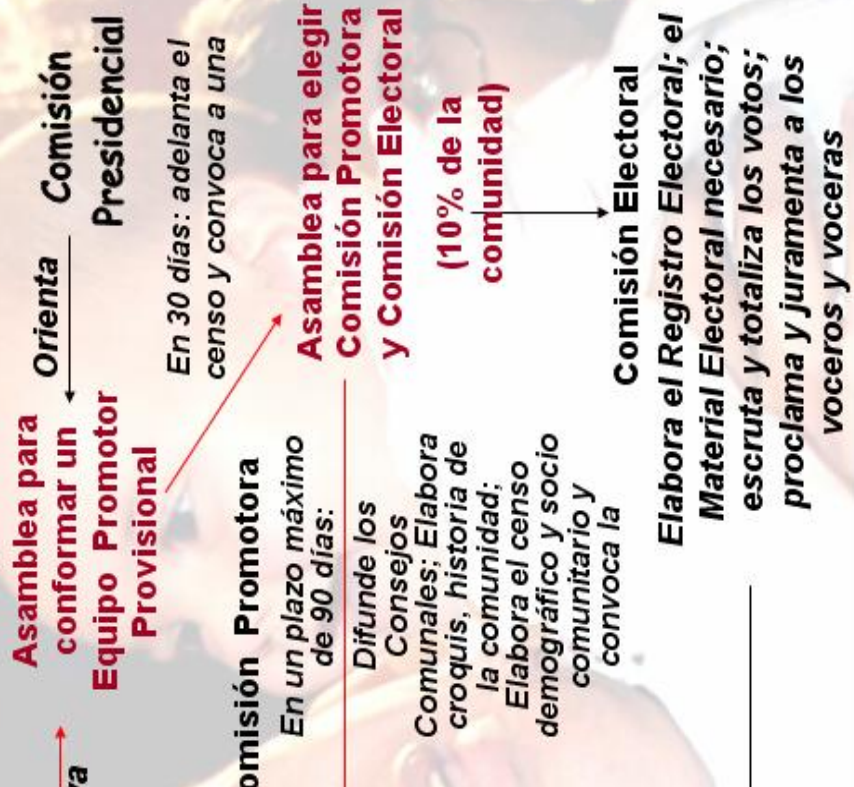 Asamblea para
conformar un
Equipo Promotor
Provisional
Orienta
Comisión
Presidencial
En 30 días: adelanta el
censo y convoca a una
Asamblea para elegir
Comisión Promotora
y Comisión Electoral
(10% de la
comunidad)
va
omisión Promotora
En un plazo máximo
de 90 días:
Difunde los
Consejos
Comunales; Elabora
croquis, historia de
la comunidad;
Elabora el censo
demográfico y socio
comunitario y
convoca la
Comisión Electoral
Elabora el Registro Electoral; el
Material Electoral necesario;
escruta y totaliza los votos;
proclama y juramenta a los
voceros y voceras